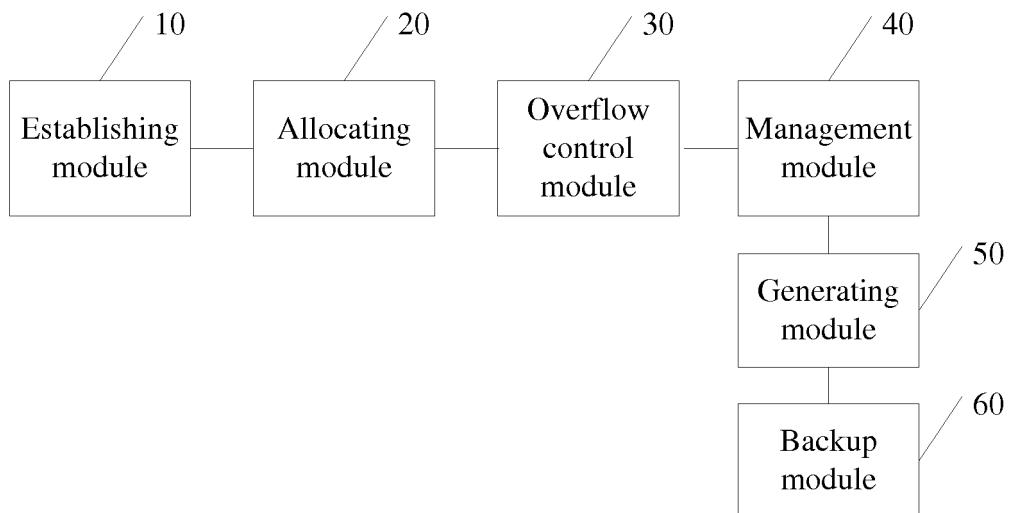 10
20
30
40
Establishing
module
Allocating
module
Overflow
control
module
Management
module
50
Generating
module
60
Backup
module